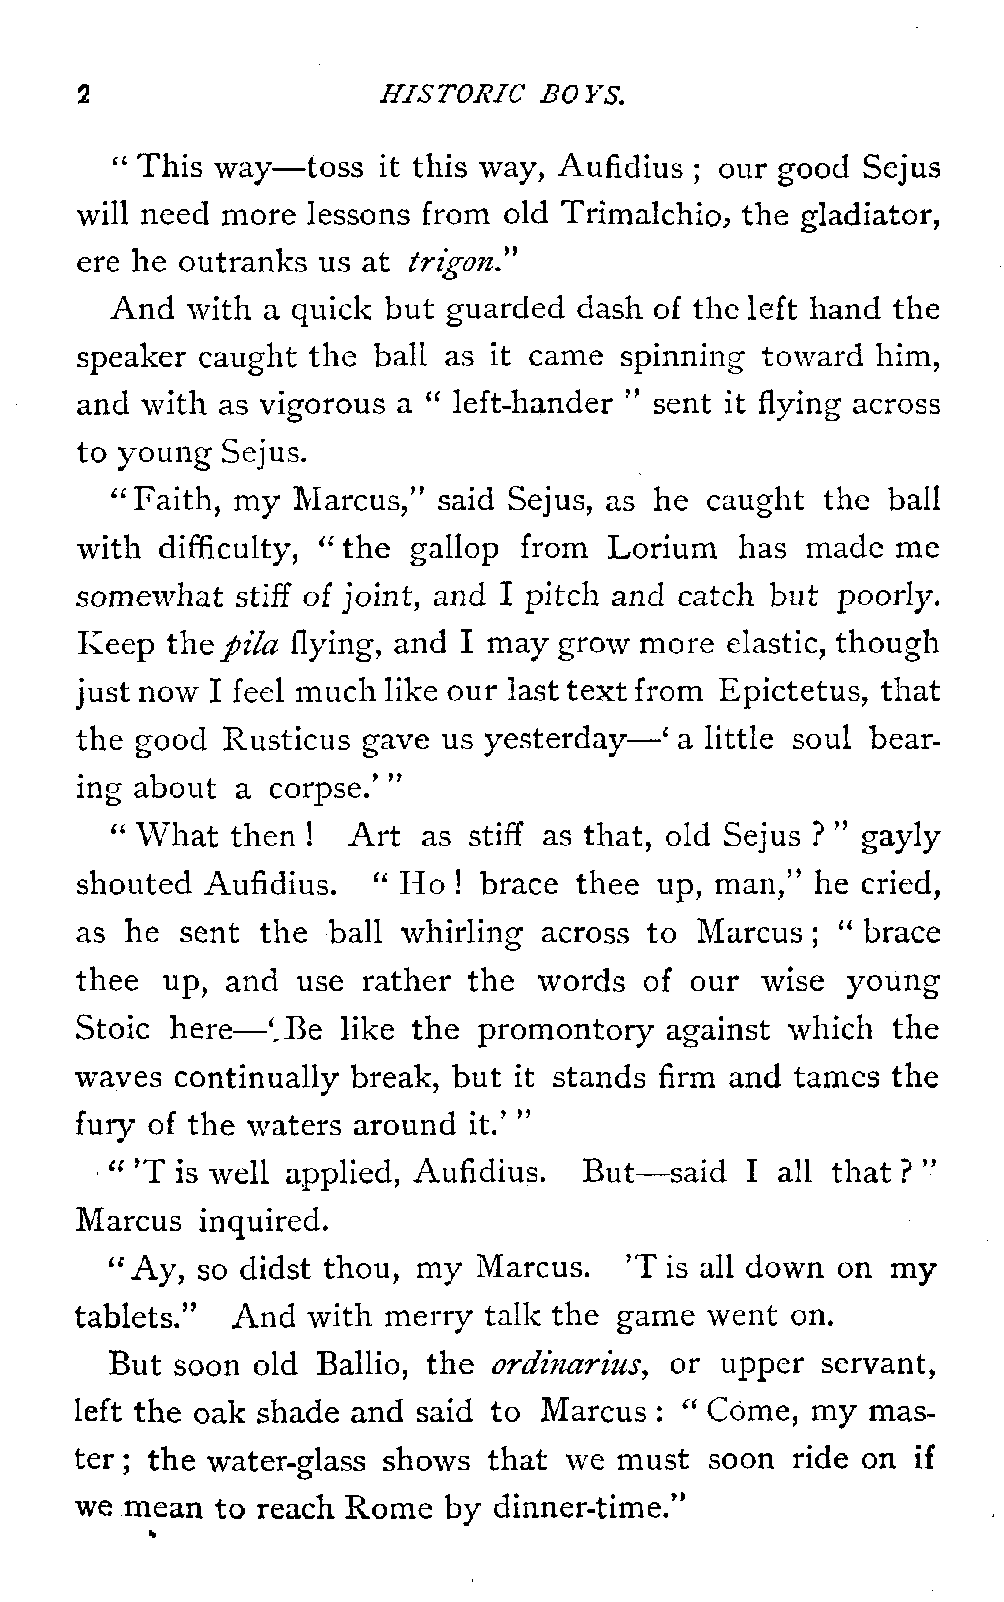 2 HISTORIC BOYS.
" This way—toss it this way, Aufidius ; our good Sejus
will need more lessons from old Trimalchio, the gladiator,
ere he outranks us at trigon."
And with a quick but guarded dash of the left hand the
speaker caught the ball as it came spinning toward him,
and with as vigorous a " left-hander " sent it flying across
to young Sejus.
" Faith, my Marcus," said Sejus, as he caught the ball
with difficulty, " the gallop from Lorium has made me
somewhat stiff of joint, and I pitch and catch but poorly.
Keep the pila flying, and I may grow more elastic, though
just now I feel much like our last text from Epictetus, that
the good Rusticus gave us yesterday—' a little soul bear-
ing about a corpse.' "
" What then ! Art as stiff as that, old Sejus ? " gayly
shouted Aufidius. " Ho ! brace thee up, man," he cried,
as he sent the ball whirling across to Marcus ; " brace
thee up, and use rather the words of our wise young
Stoic here—' Be like the promontory against which the
waves continually break, but it stands firm and tames the
fury of the waters around it.' "
" 'T is well applied, Aufidius. But—said I all that ? "
Marcus inquired.
" Ay, so didst thou, my Marcus. 'T is all down on my
tablets." And with merry talk the game went on.
But soon old Ballio, the ordinarius, or upper servant,
left the oak shade and said to Marcus : " Come, my mas-
ter ; the water-glass shows that we must soon ride on if
we mean to reach Rome by dinner-time."